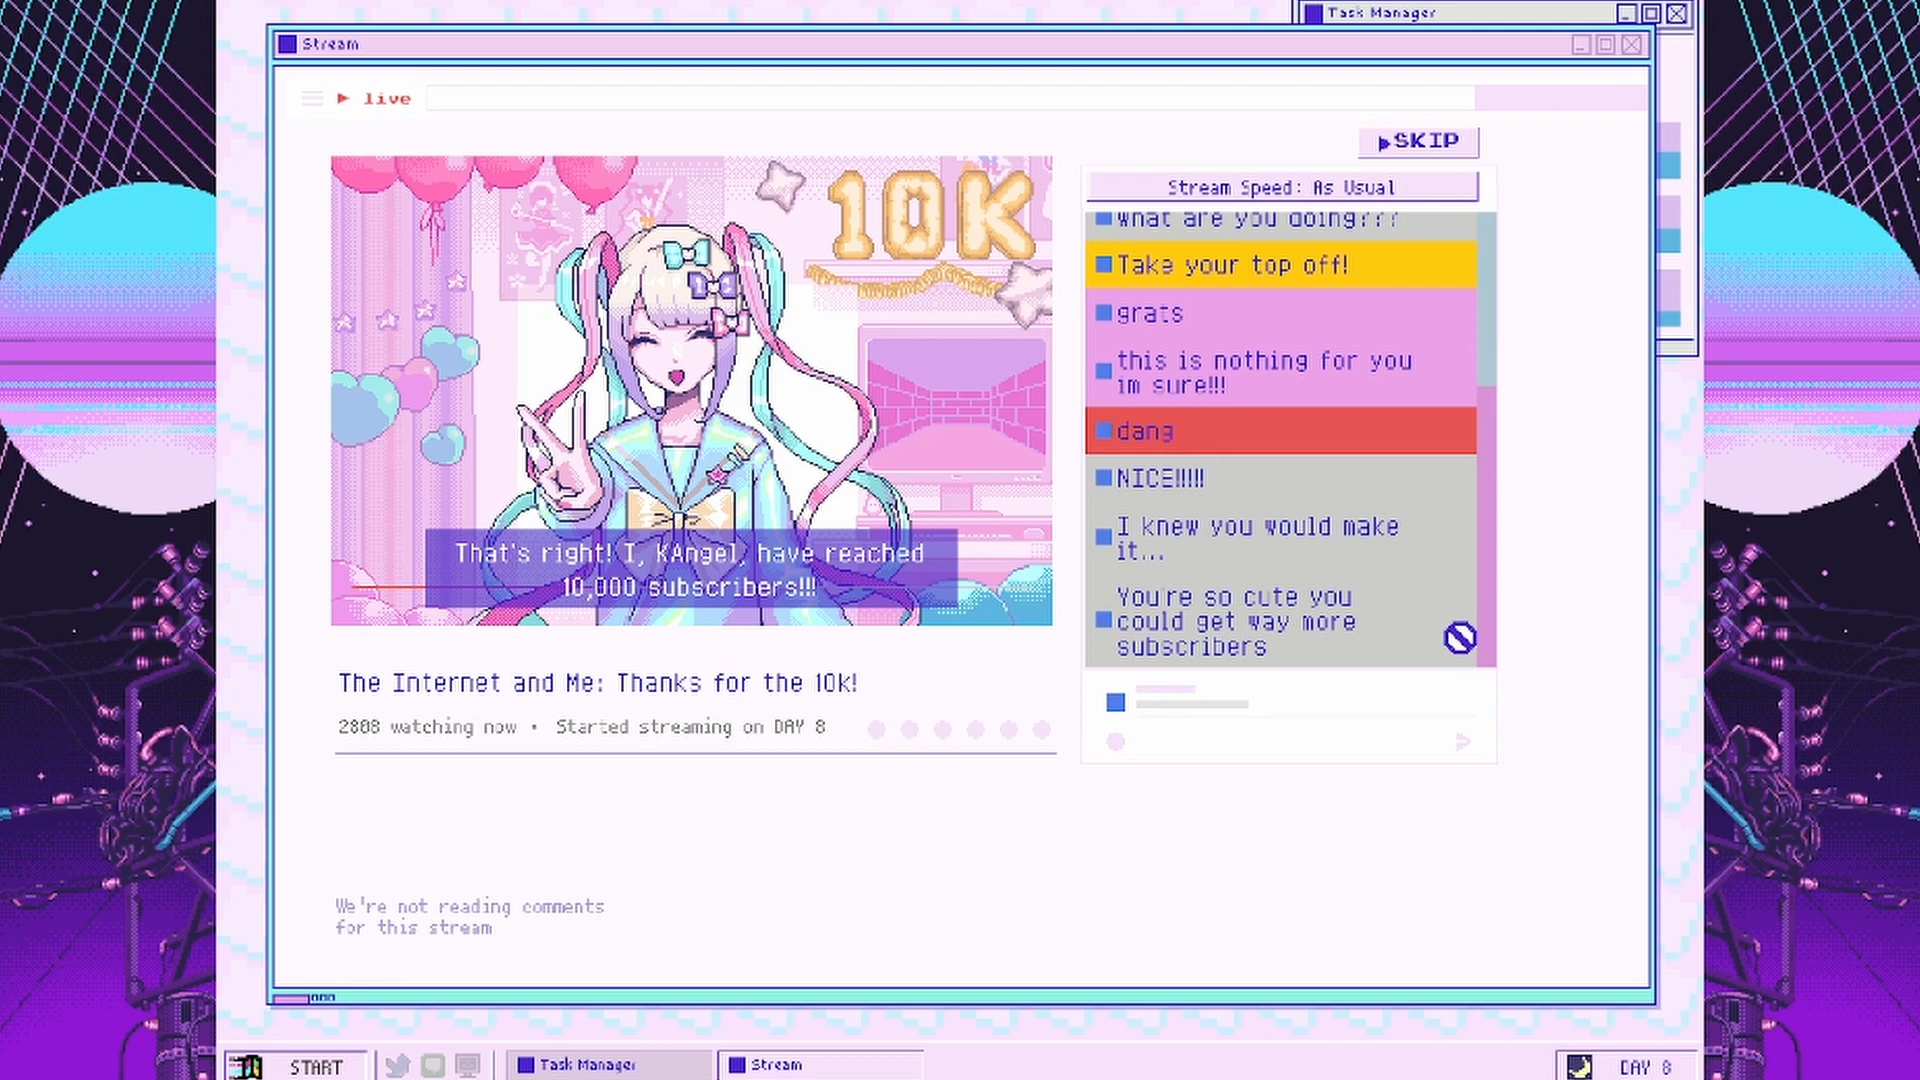 Task Manager
Stream
live
SKIP
10K
Stream Speed: As Usual
what are you doing???
Take your top off!
grats
this is nothing for you
im sure!!!
dang
NICE!!!!!
I knew you would make
it...
You're so cute you
could get way more
subscribers
That's right! I, KAngel, have reached
10,000 subscribers!!!
The Internet and Me: Thanks for the 10k!
2808 watching now • Started streaming on DAY 8
We're not reading comments
for this stream
START
Task Manager
Stream
DAY 8